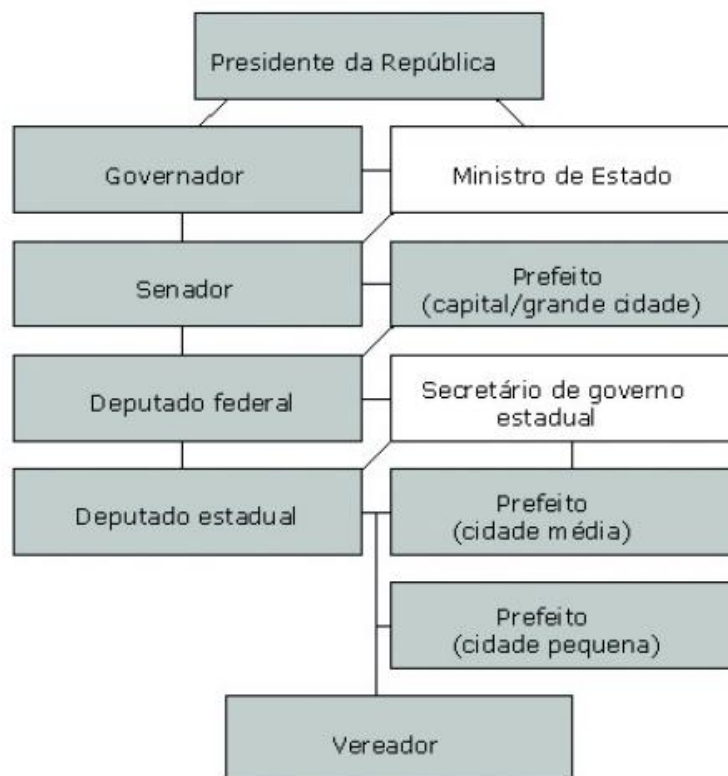 Presidente da República
Governador
Ministro de Estado
Senador
Prefeito
(capital/grande cidade)
Deputado federal
Secretário de governo
estadual
Deputado estadual
Prefeito
(cidade média)
Prefeito
(cidade pequena)
Vereador